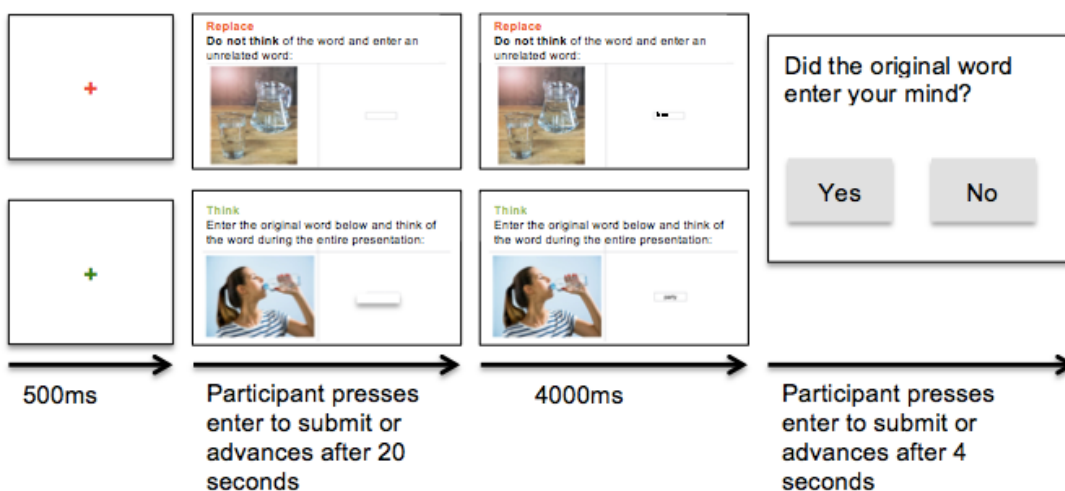 Replace
Do not think of the word and enter an
unrelated word:
Replace
Do not think of the word and enter an
unrelated word:
Did the original word
enter your mind?
Yes
No
Think
Enter the original word below and think of
the word during the entire presentation:
Think
Enter the original word below and think of
the word during the entire presentation:
party
500ms
Participant presses
enter to submit or
advances after 20
seconds
4000ms
Participant presses
enter to submit or
advances after 4
seconds